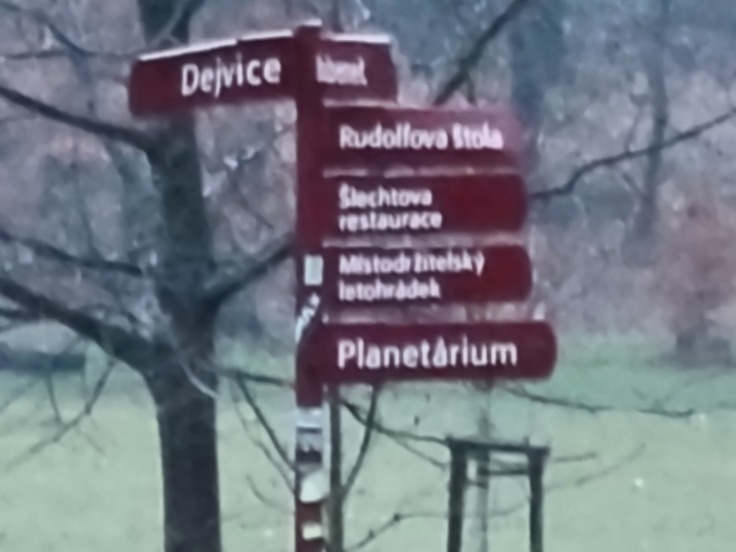 Dejvice
Rudolfova štola
Šlechtova
restaurace
Místodržitelský
letohrádek
Planetárium